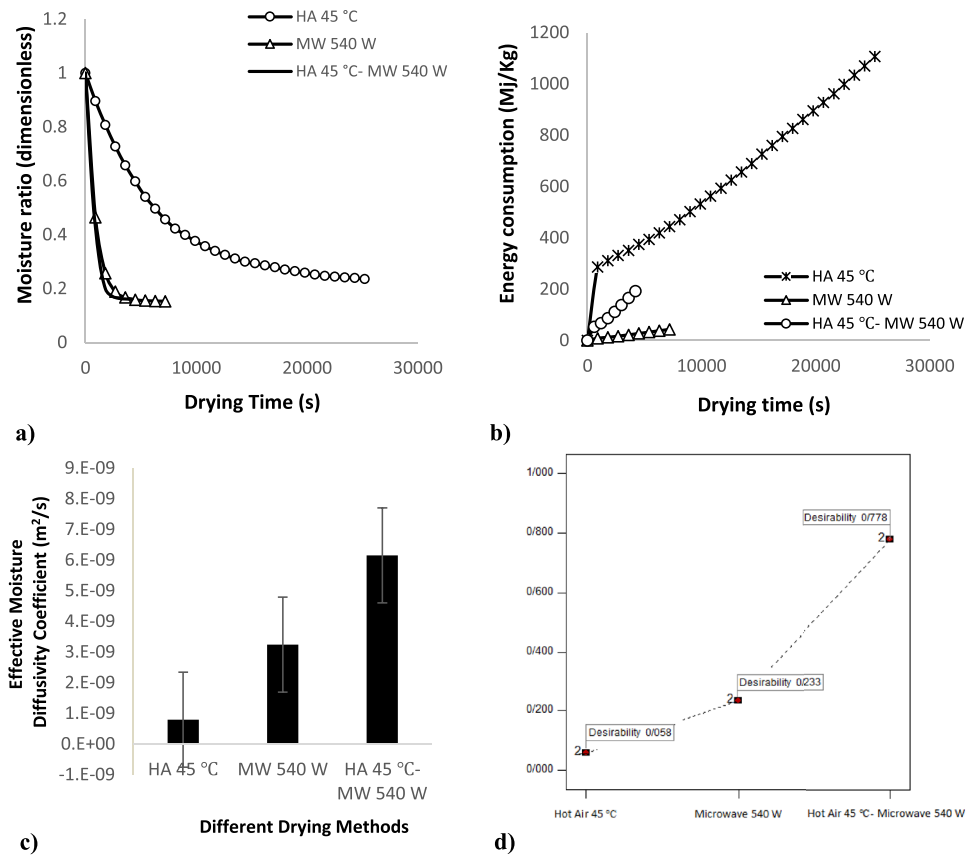 1.2
1
0.8
0.6
0.4
0.2
0
0 10000 20000 30000
Moisture ratio (dimensionless)
Drying Time (s)
HA 45 °C
MW 540 W
HA 45 °C- MW 540 W
a)
1200
1000
800
600
400
200
0
0 10000 20000 30000
Energy consumption (Mj/Kg)
Drying time (s)
HA 45 °C
MW 540 W
HA 45 °C- MW 540 W
b)
9.E-09
8.E-09
7.E-09
6.E-09
5.E-09
4.E-09
3.E-09
2.E-09
1.E-09
0.E+00
-1.E-09
Effective Moisture
Diffusivity Coefficient (m²/s)
HA 45 °C MW 540 W HA 45 °C-
MW 540 W
Different Drying Methods
c)
1/000
0/800
0/600
0/400
0/200
0/000
Desirability 0/778
2
Desirability 0/233
2
Desirability 0/058
2
Hot Air 45 °C Microwave 540 W Hot Air 45 °C- Microwave 540 W
d)